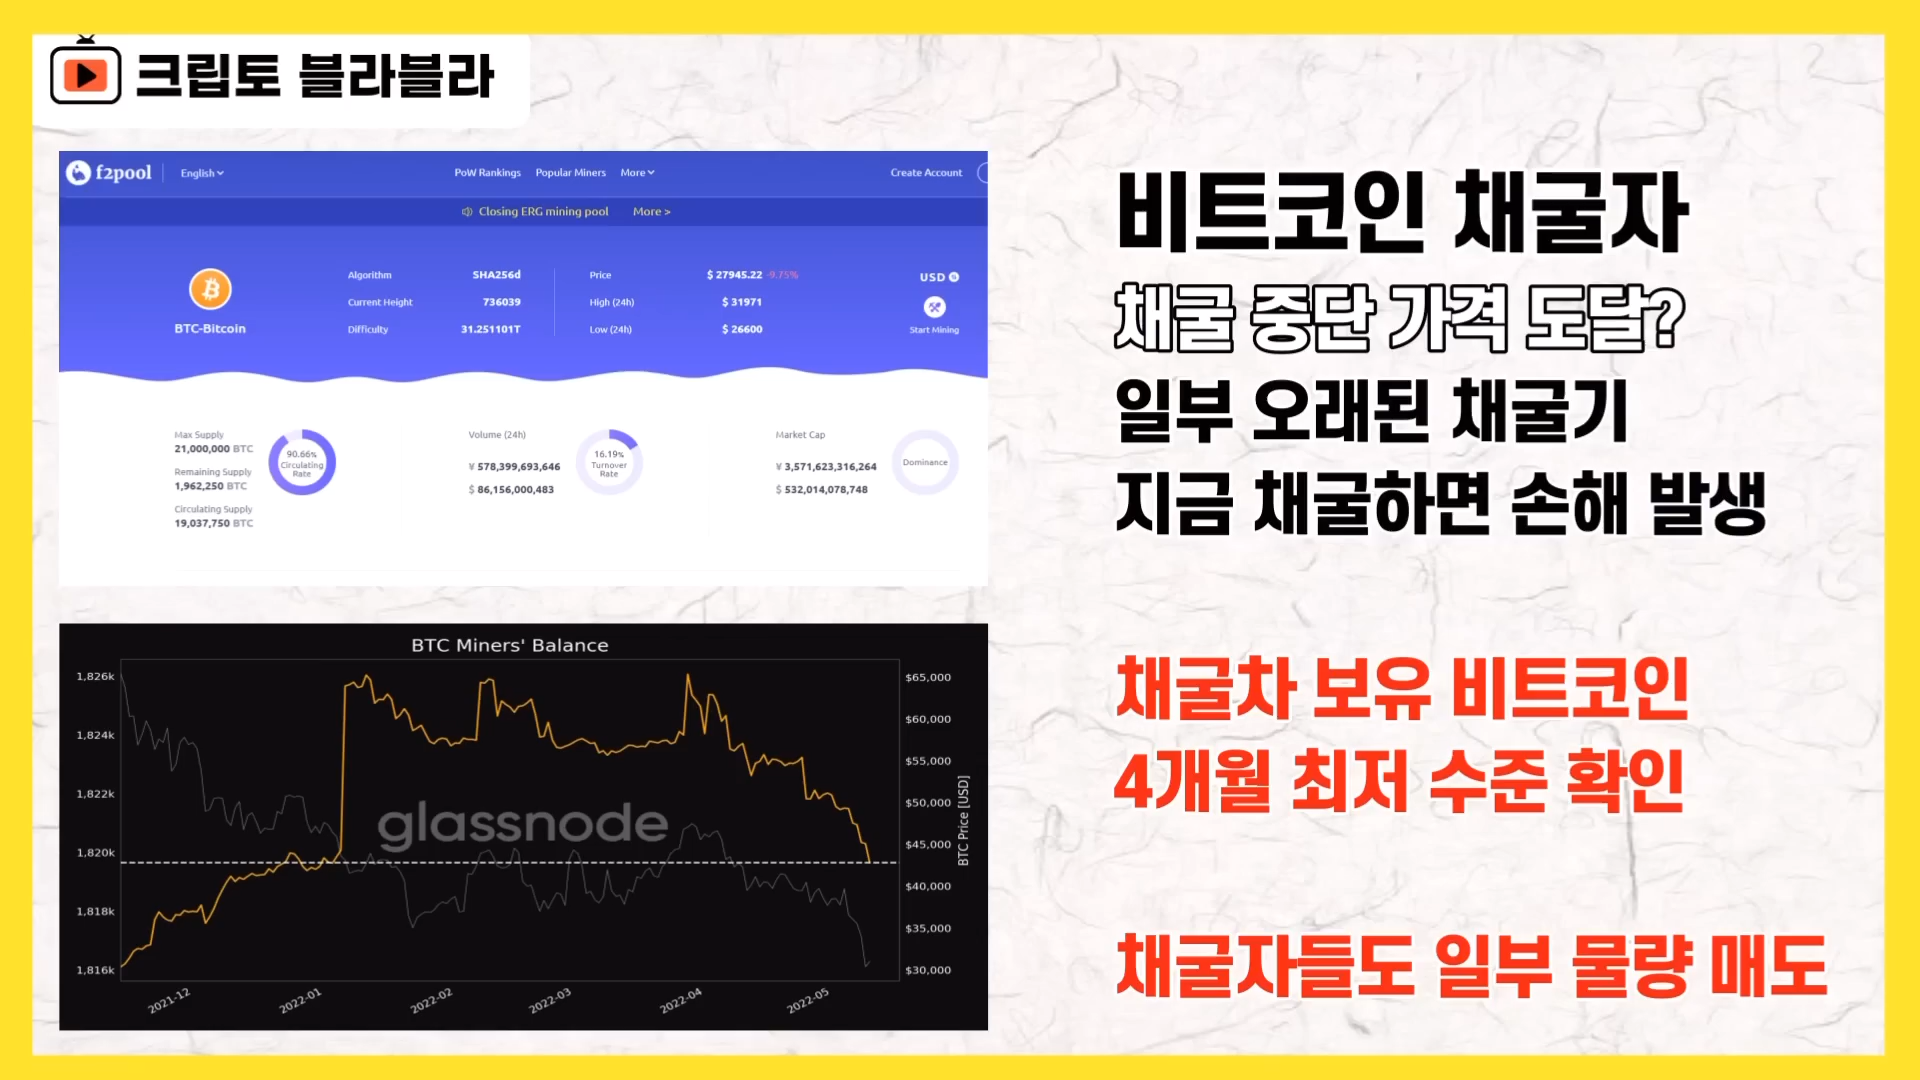 크립토 블라블라
f2pool
English
PoW Rankings
Popular Miners
More
Create Account
Closing ERG mining pool
More >
BTC-Bitcoin
Algorithm SHA256d
Current Height 736039
Difficulty 31.251101T
Price $ 27945.22 -9.75%
High (24h) $ 31971
Low (24h) $ 26600
USD
Start Mining
Max Supply
21,000,000 BTC
Remaining Supply
1,962,250 BTC
Circulating Supply
19,037,750 BTC
90.66%
Circulating
Rate
Volume (24h)
¥ 578,399,693,646
$ 86,156,000,483
16.19%
Turnover
Rate
Market Cap
¥ 3,571,623,316,264
$ 532,014,078,748
Dominance
비트코인 채굴자
채굴 중단 가격 도달?
일부 오래된 채굴기
지금 채굴하면 손해 발생
채굴차 보유 비트코인
4개월 최저 수준 확인
채굴자들도 일부 물량 매도
BTC Miners' Balance
1,826k
1,824k
1,822k
1,820k
1,818k
1,816k
glassnode
$65,000
$60,000
$55,000
$50,000
$45,000
$40,000
$35,000
$30,000
BTC Price [USD]
2021-12
2022-01
2022-02
2022-03
2022-04
2022-05